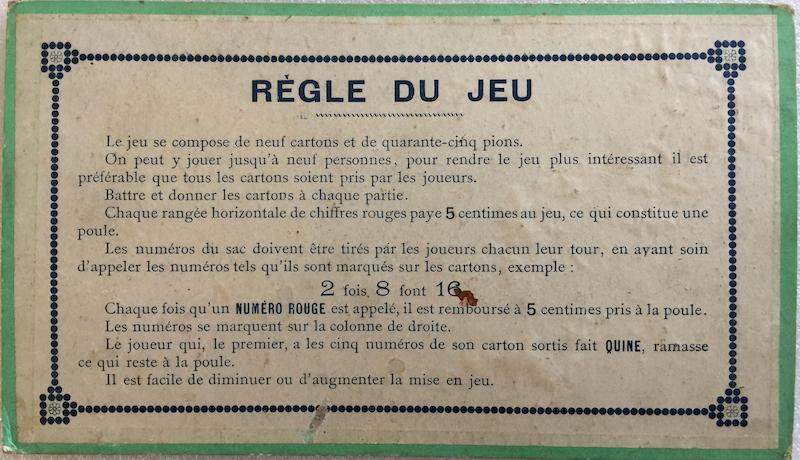 RÈGLE DU JEU
Le jeu se compose de neuf cartons et de quarante-cinq pions.
On peut y jouer jusqu'à neuf personnes, pour rendre le jeu plus intéressant il est
préférable que tous les cartons soient pris par les joueurs.
Battre et donner les cartons à chaque partie.
Chaque rangée horizontale de chiffres rouges paye 5 centimes au jeu, ce qui constitue une
poule.
Les numéros du sac doivent être tirés par les joueurs chacun leur tour, en ayant soin
d'appeler les numéros tels qu'ils sont marqués sur les cartons, exemple :
2 fois 8 font 16
Chaque fois qu'un NUMÉRO ROUGE est appelé, il est remboursé à 5 centimes pris à la poule.
Les numéros se marquent sur la colonne de droite.
Le joueur qui, le premier, a les cinq numéros de son carton sortis fait QUINE, ramasse
ce qui reste à la poule.
Il est facile de diminuer ou d'augmenter la mise en jeu.